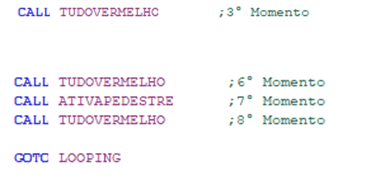 CALL TUDOVERMELHO ;3° Momento
CALL TUDOVERMELHO ;6° Momento
CALL ATIVAPEDESTRE ;7° Momento
CALL TUDOVERMELHO ;8° Momento
GOTO LOOPING